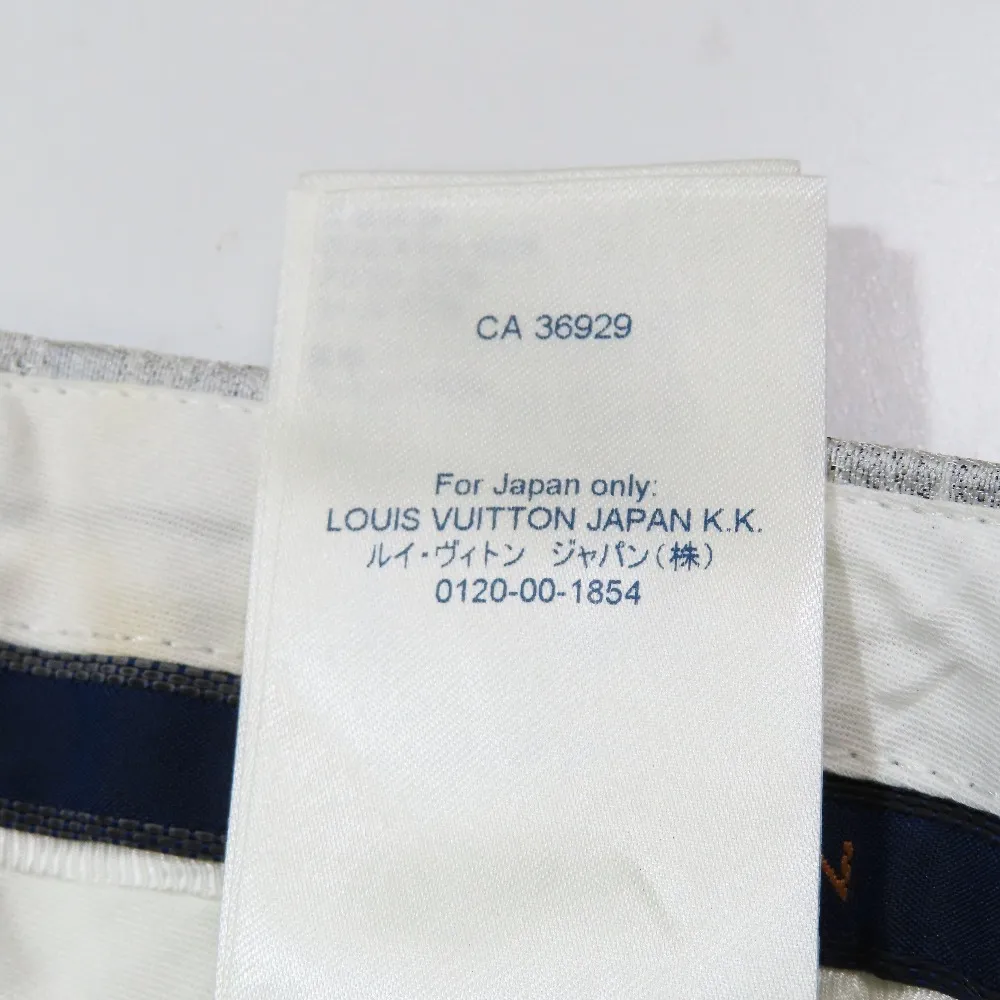 CA 36929
For Japan only:
LOUIS VUITTON JAPAN K.K.
ルイ・ヴィトン ジャパン(株)
0120-00-1854